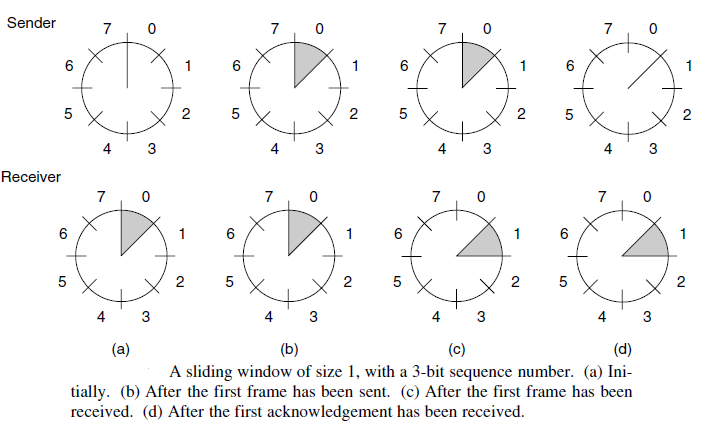 Sender
7 0 7 0 7 0 7 0
6 1 6 1 6 1 6 1
5 2 5 2 5 2 5 2
4 3 4 3 4 3 4 3
Receiver
7 0 7 0 7 0 7 0
6 1 6 1 6 1 6 1
5 2 5 2 5 2 5 2
4 3 4 3 4 3 4 3
(a) (b) (c) (d)
A sliding window of size 1, with a 3-bit sequence number. (a) Ini-
tially. (b) After the first frame has been sent. (c) After the first frame has been
received. (d) After the first acknowledgement has been received.